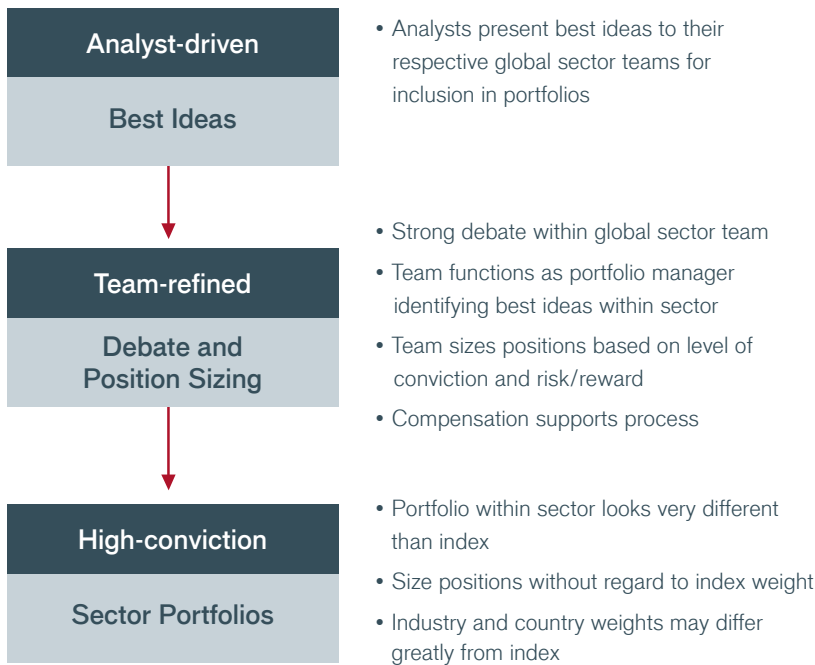 Analyst-driven
Best Ideas
• Analysts present best ideas to their
respective global sector teams for
inclusion in portfolios
Team-refined
Debate and
Position Sizing
• Strong debate within global sector team
• Team functions as portfolio manager
identifying best ideas within sector
• Team sizes positions based on level of
conviction and risk/reward
• Compensation supports process
High-conviction
Sector Portfolios
• Portfolio within sector looks very different
than index
• Size positions without regard to index weight
• Industry and country weights may differ
greatly from index